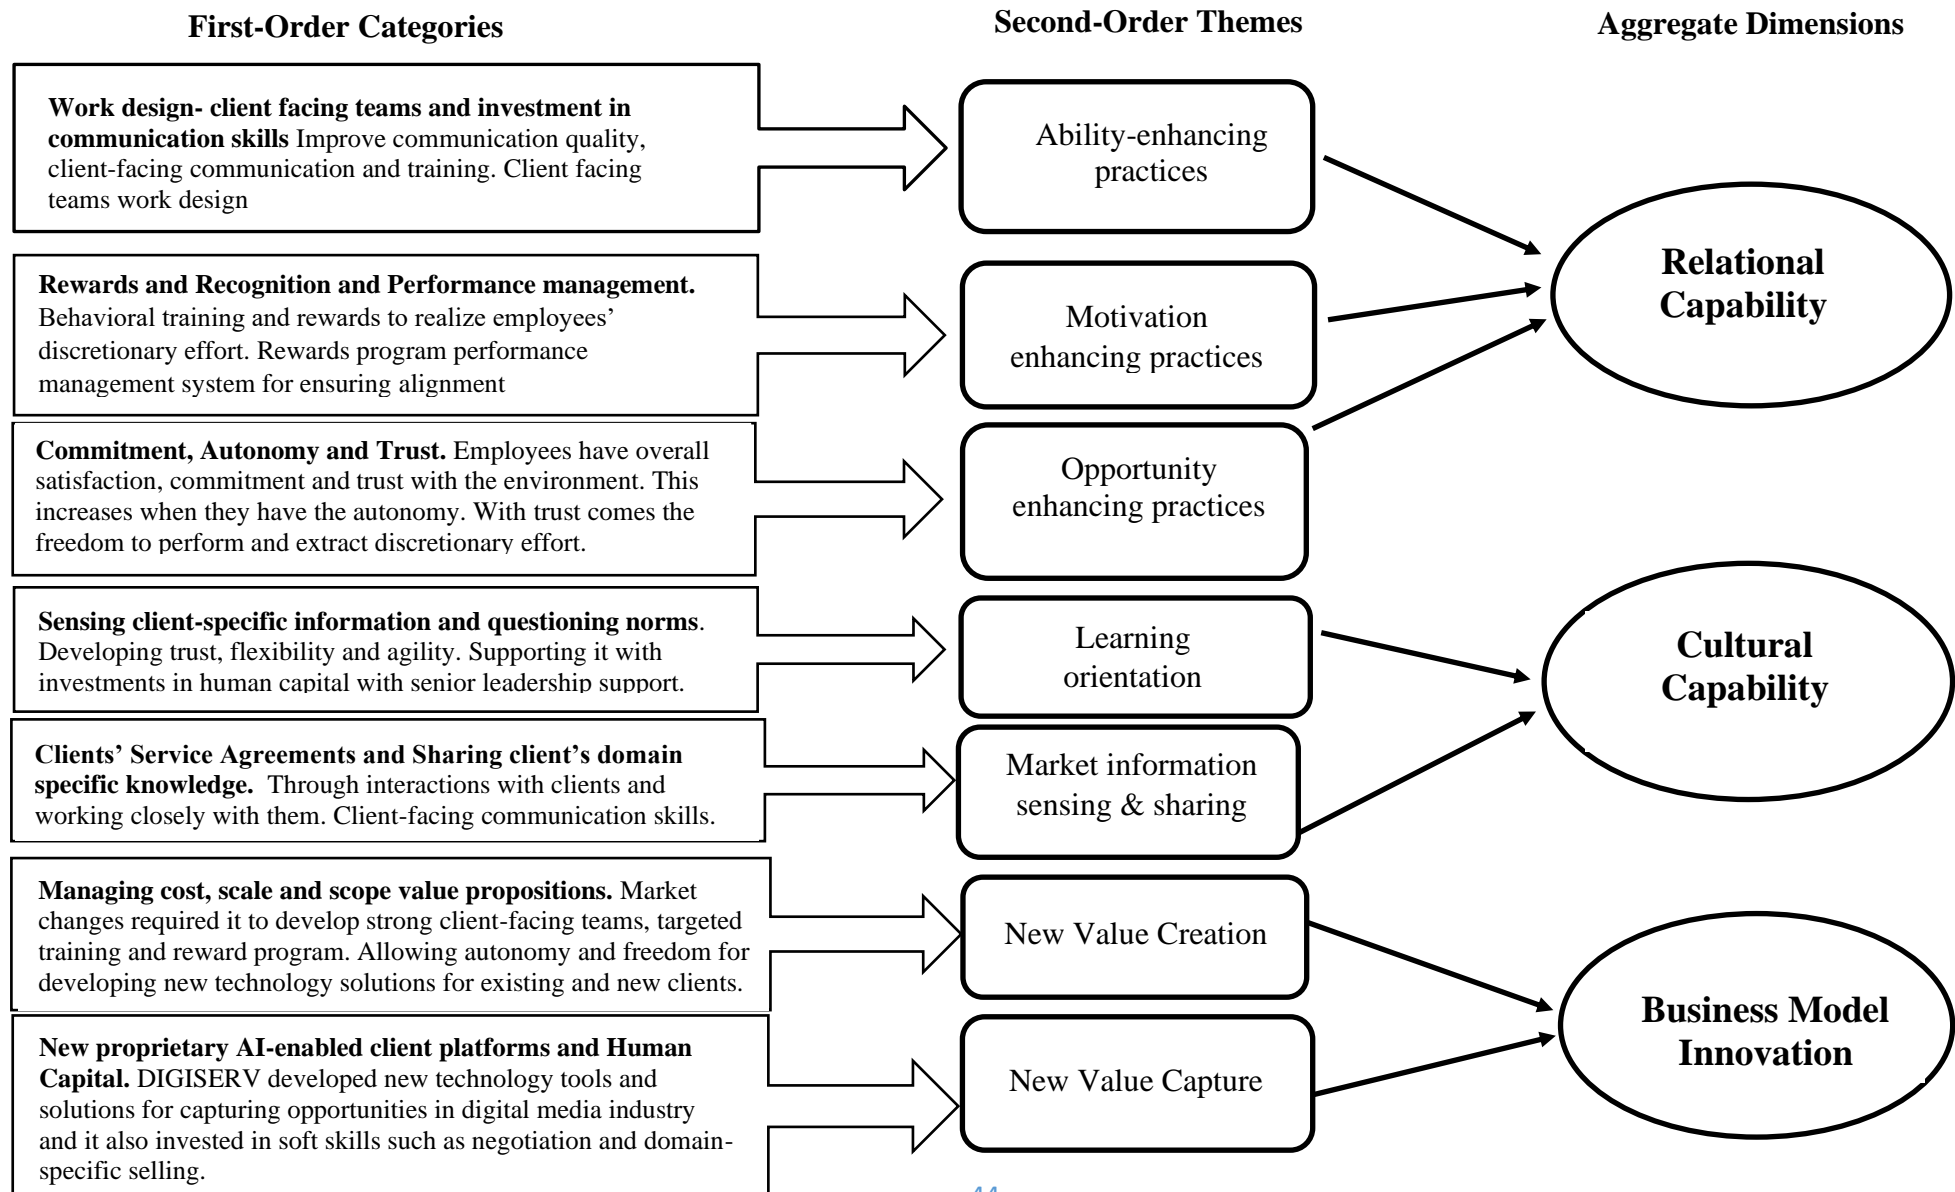 First-Order Categories
Second-Order Themes
Aggregate Dimensions
Work design- client facing teams and investment in
communication skills Improve communication quality,
client-facing communication and training. Client facing
teams work design
Ability-enhancing
practices
Relational
Capability
Rewards and Recognition and Performance management.
Behavioral training and rewards to realize employees’
discretionary effort. Rewards program performance
management system for ensuring alignment
Motivation
enhancing practices
Commitment, Autonomy and Trust. Employees have overall
satisfaction, commitment and trust with the environment. This
increases when they have the autonomy. With trust comes the
freedom to perform and extract discretionary effort.
Opportunity
enhancing practices
Sensing client-specific information and questioning norms.
Developing trust, flexibility and agility. Supporting it with
investments in human capital with senior leadership support.
Learning
orientation
Cultural
Capability
Clients’ Service Agreements and Sharing client’s domain
specific knowledge. Through interactions with clients and
working closely with them. Client-facing communication skills.
Market information
sensing & sharing
Managing cost, scale and scope value propositions. Market
changes required it to develop strong client-facing teams, targeted
training and reward program. Allowing autonomy and freedom for
developing new technology solutions for existing and new clients.
New Value Creation
Business Model
Innovation
New proprietary AI-enabled client platforms and Human
Capital. DIGISERV developed new technology tools and
solutions for capturing opportunities in digital media industry
and it also invested in soft skills such as negotiation and domain-
specific selling.
New Value Capture